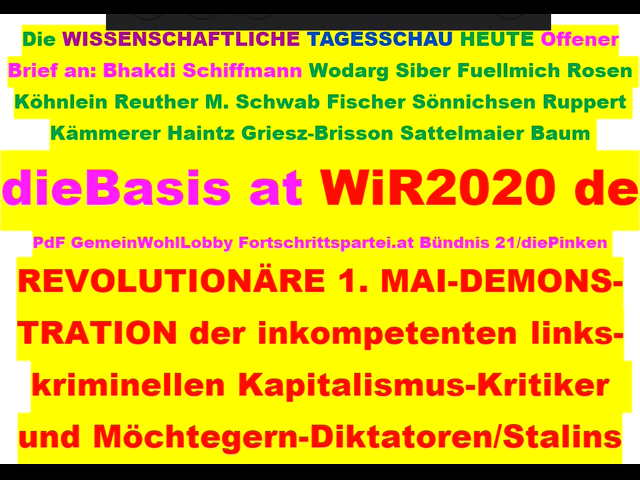 Die WISSENSCHAFTLICHE TAGESSCHAU HEUTE Offener
Brief an: Bhakdi Schiffmann Wodarg Siber Fuellmich Rosen
Köhnlein Reuther M. Schwab Fischer Sönnichsen Ruppert
Kämmerer Haintz Griesz-Brisson Sattelmaier Baum
dieBasis at WiR2020 de
PdF GemeinWohlLobby Fortschrittspartei.at Bündnis 21/diePinken
REVOLUTIONÄRE 1. MAI-DEMONS-
TRATION der inkompetenten links-
kriminellen Kapitalismus-Kritiker
und Möchtegern-Diktatoren/Stalins